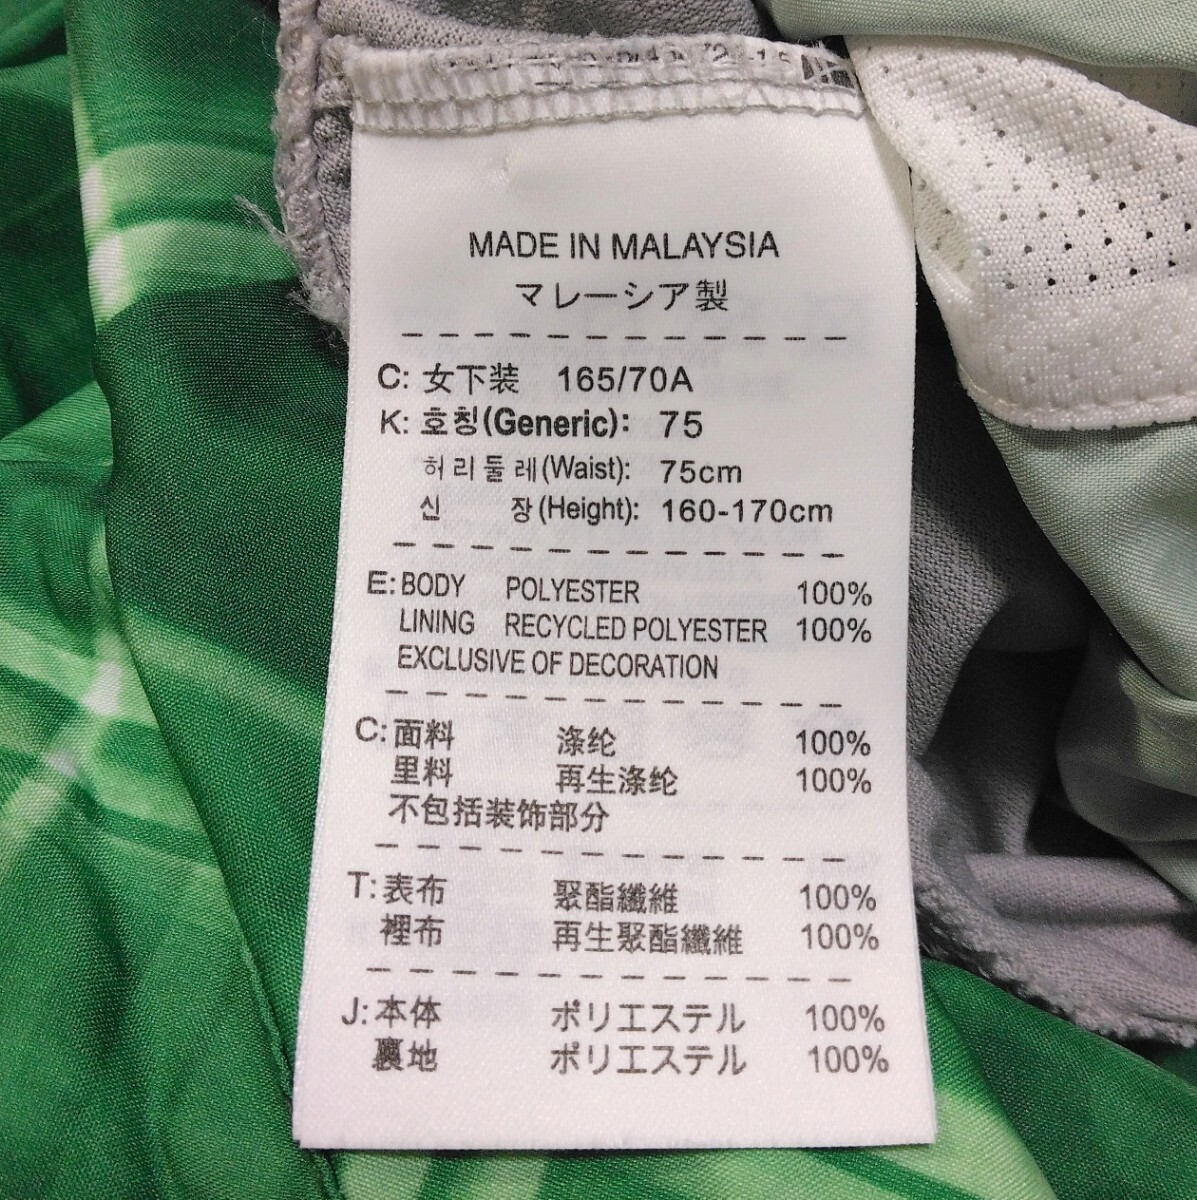 MADE IN MALAYSIA
マレーシア製
C: 女下装 165/70A
K: 호칭(Generic): 75
허리둘레(Waist): 75cm
신 장(Height): 160-170cm
E: BODY POLYESTER 100%
LINING RECYCLED POLYESTER 100%
EXCLUSIVE OF DECORATION
C: 面料 涤纶 100%
里料 再生涤纶 100%
不包括装饰部分
T: 表布 聚酯纖維 100%
裡布 再生聚酯纖維 100%
J: 本体 ポリエステル 100%
裏地 ポリエステル 100%